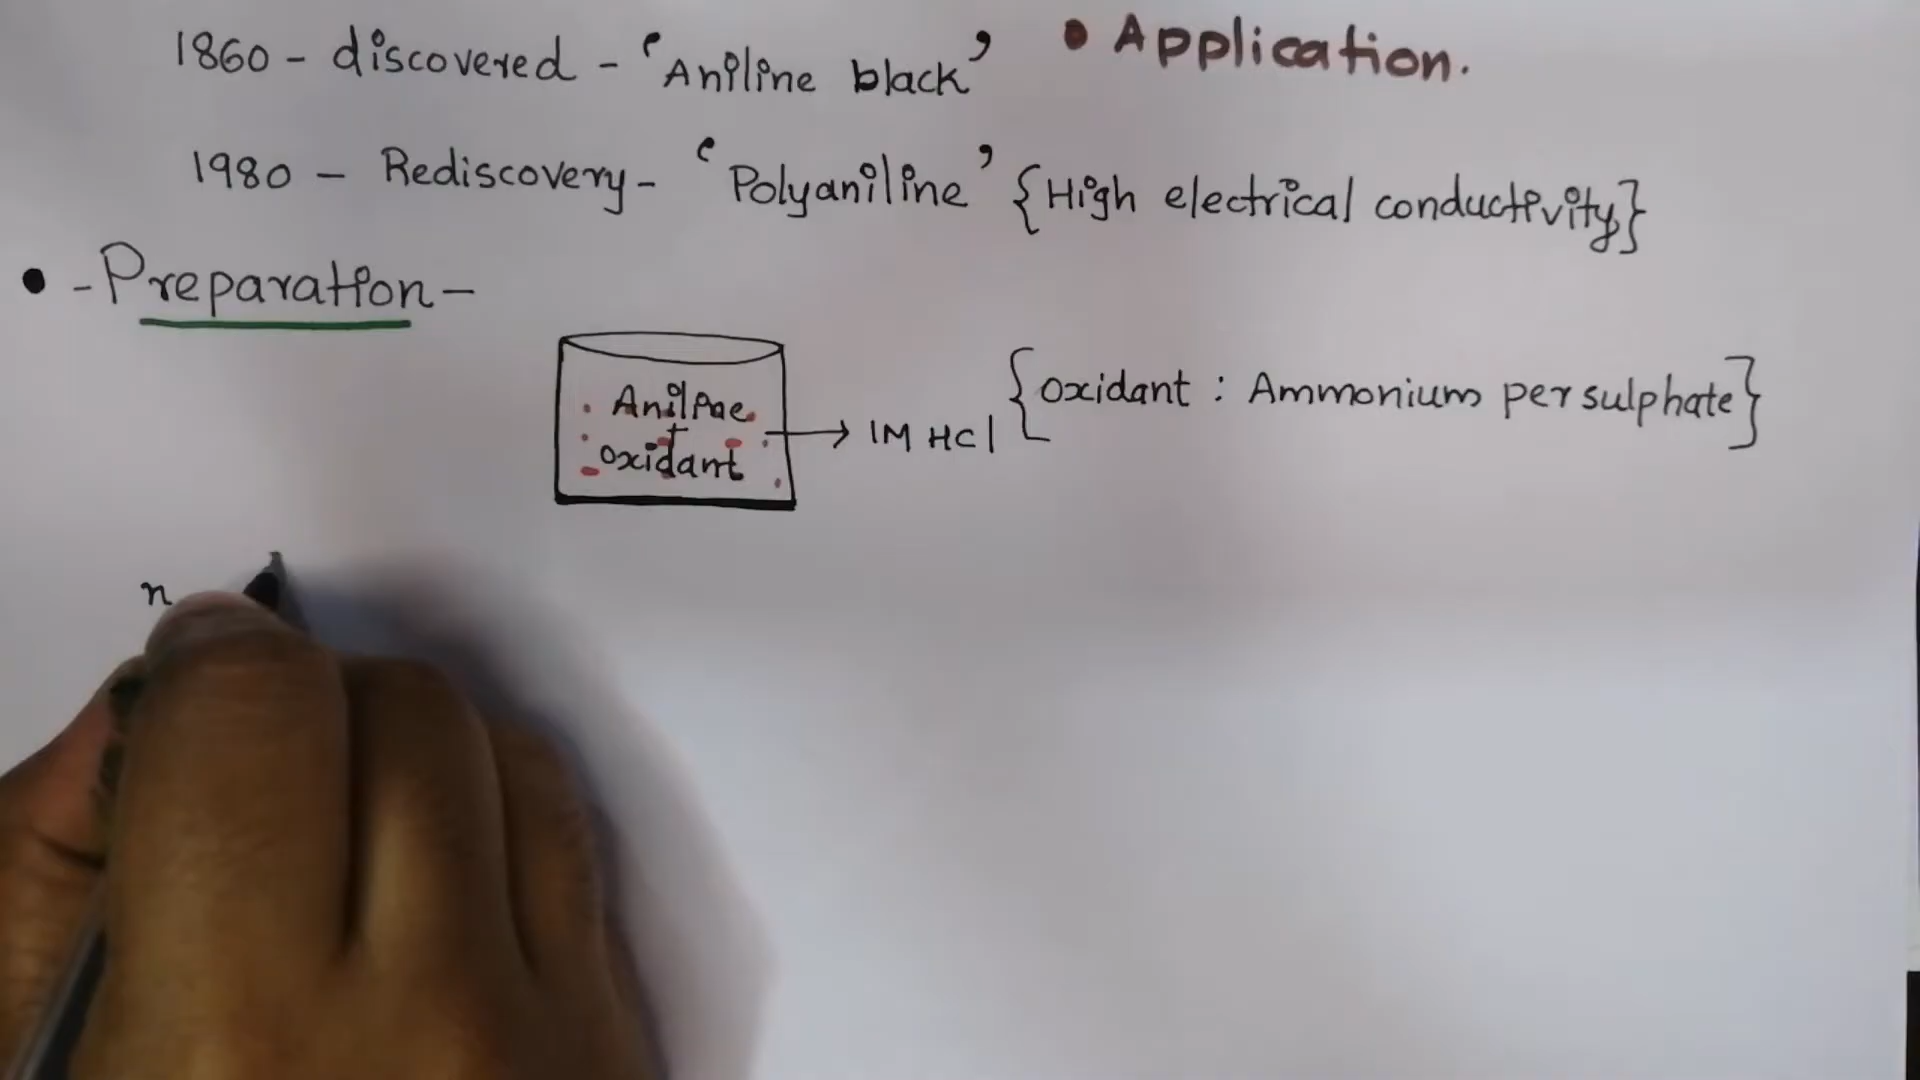 1860 - discovered - 'Aniline black'
• Application.
1980 - Rediscovery - 'Polyaniline' {High electrical conductivity}
• - Preparation -
Aniline
+
oxidant
→ 1M HCl
{oxidant : Ammonium persulphate}
n